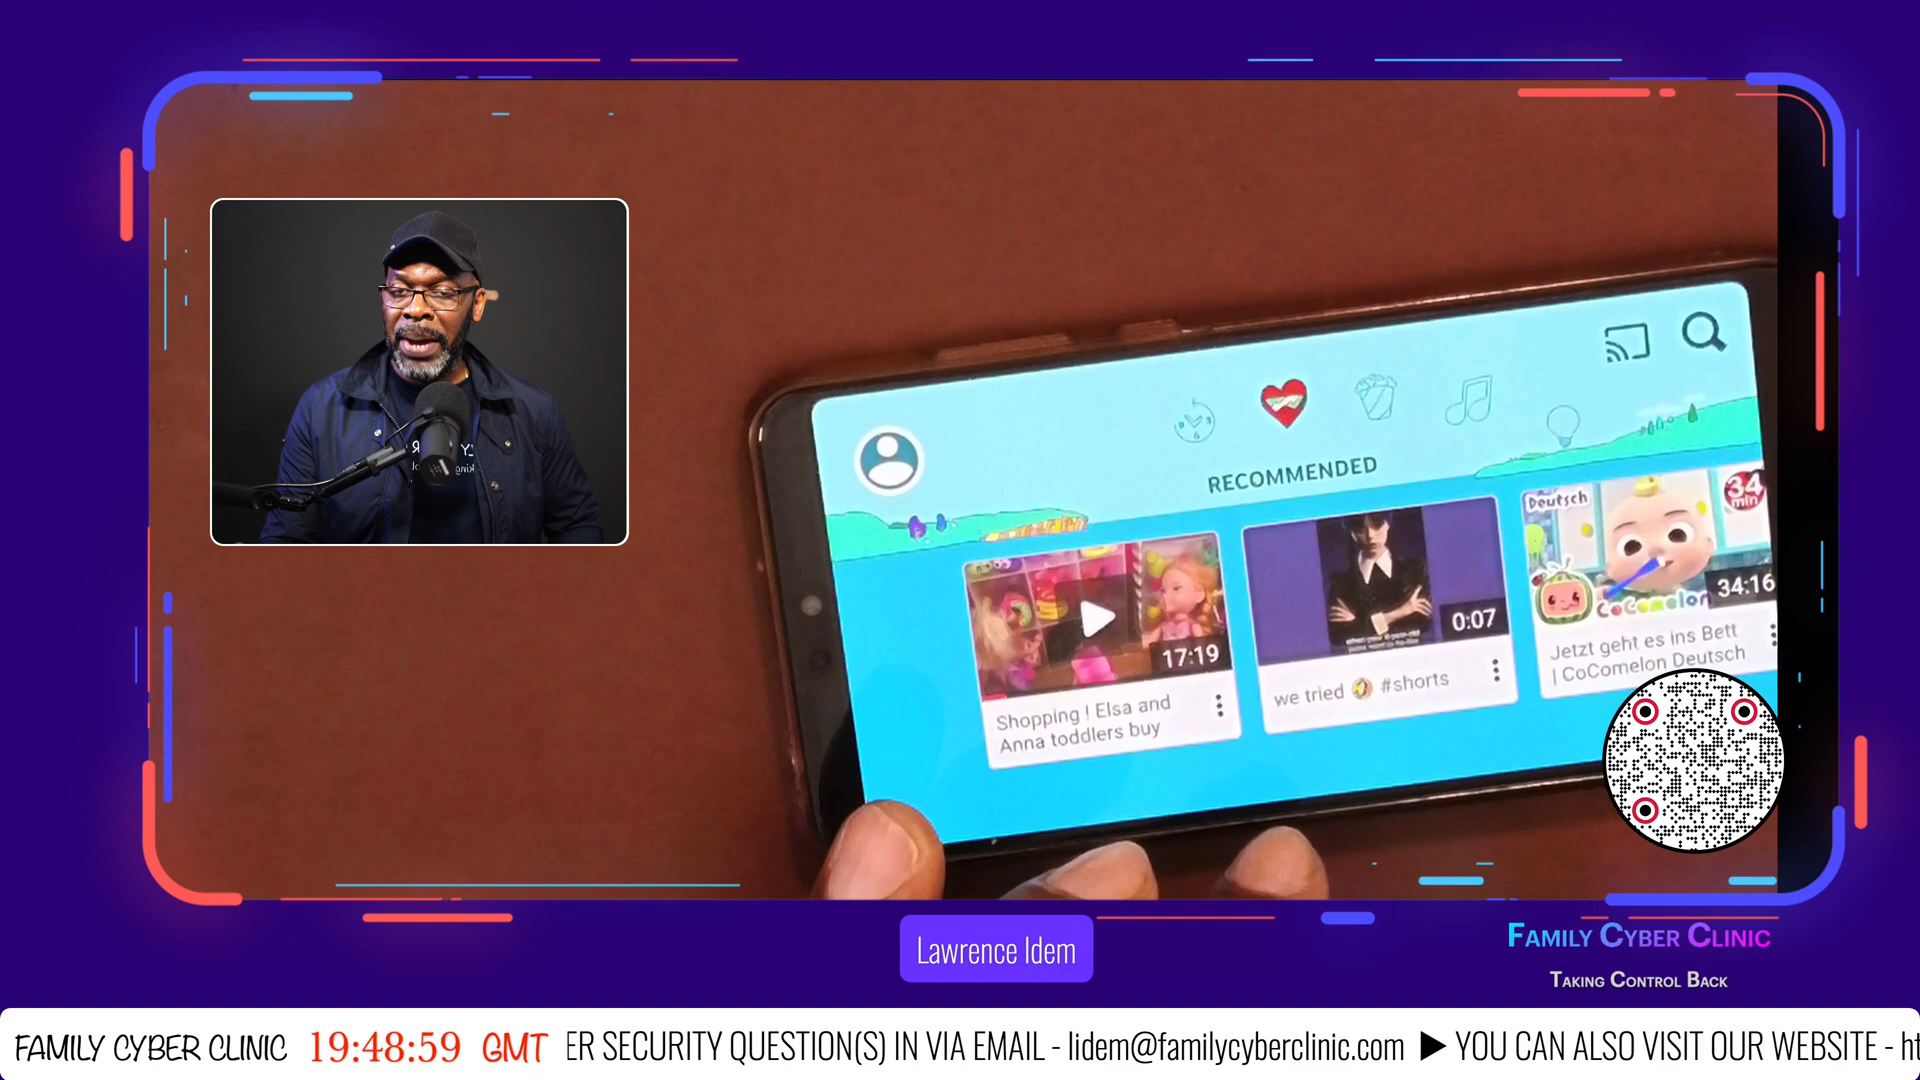 RECOMMENDED
Deutsch
34
min
17:19
0:07
34:16
CoComelon
Shopping ! Elsa and
Anna toddlers buy
we tried 🤣 #shorts
Jetzt geht es ins Bett
| CoComelon Deutsch
Lawrence Idem
FAMILY CYBER CLINIC
TAKING CONTROL BACK
FAMILY CYBER CLINIC 19:48:59 GMT ER SECURITY QUESTION(S) IN VIA EMAIL - lidem@familycyberclinic.com ▶ YOU CAN ALSO VISIT OUR WEBSITE - ht